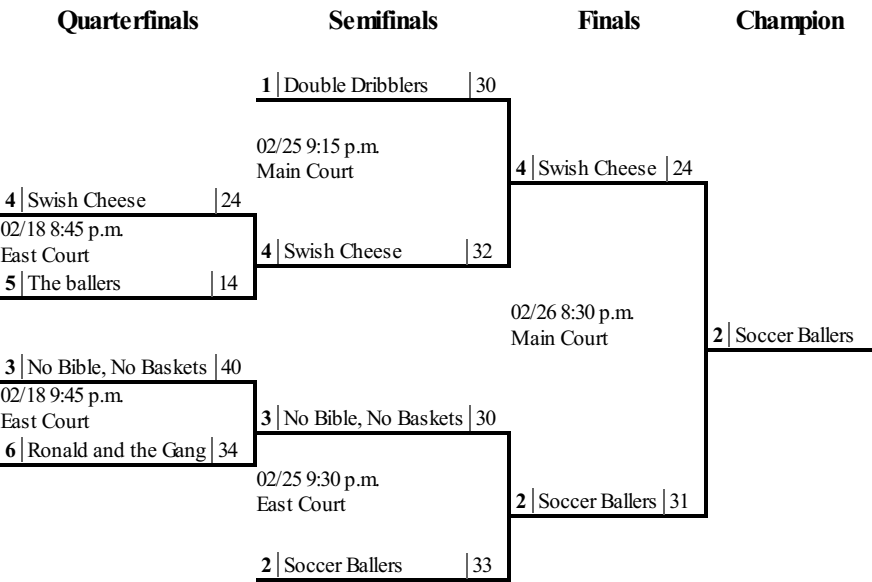 Quarterfinals Semifinals Finals Champion
1 Double Dribblers 30
02/25 9:15 p.m.
Main Court
4 Swish Cheese 24
4 Swish Cheese 24
02/18 8:45 p.m.
East Court
4 Swish Cheese 32
5 The ballers 14
02/26 8:30 p.m.
Main Court
2 Soccer Ballers
3 No Bible, No Baskets 40
02/18 9:45 p.m.
East Court
3 No Bible, No Baskets 30
6 Ronald and the Gang 34
02/25 9:30 p.m.
East Court
2 Soccer Ballers 31
2 Soccer Ballers 33